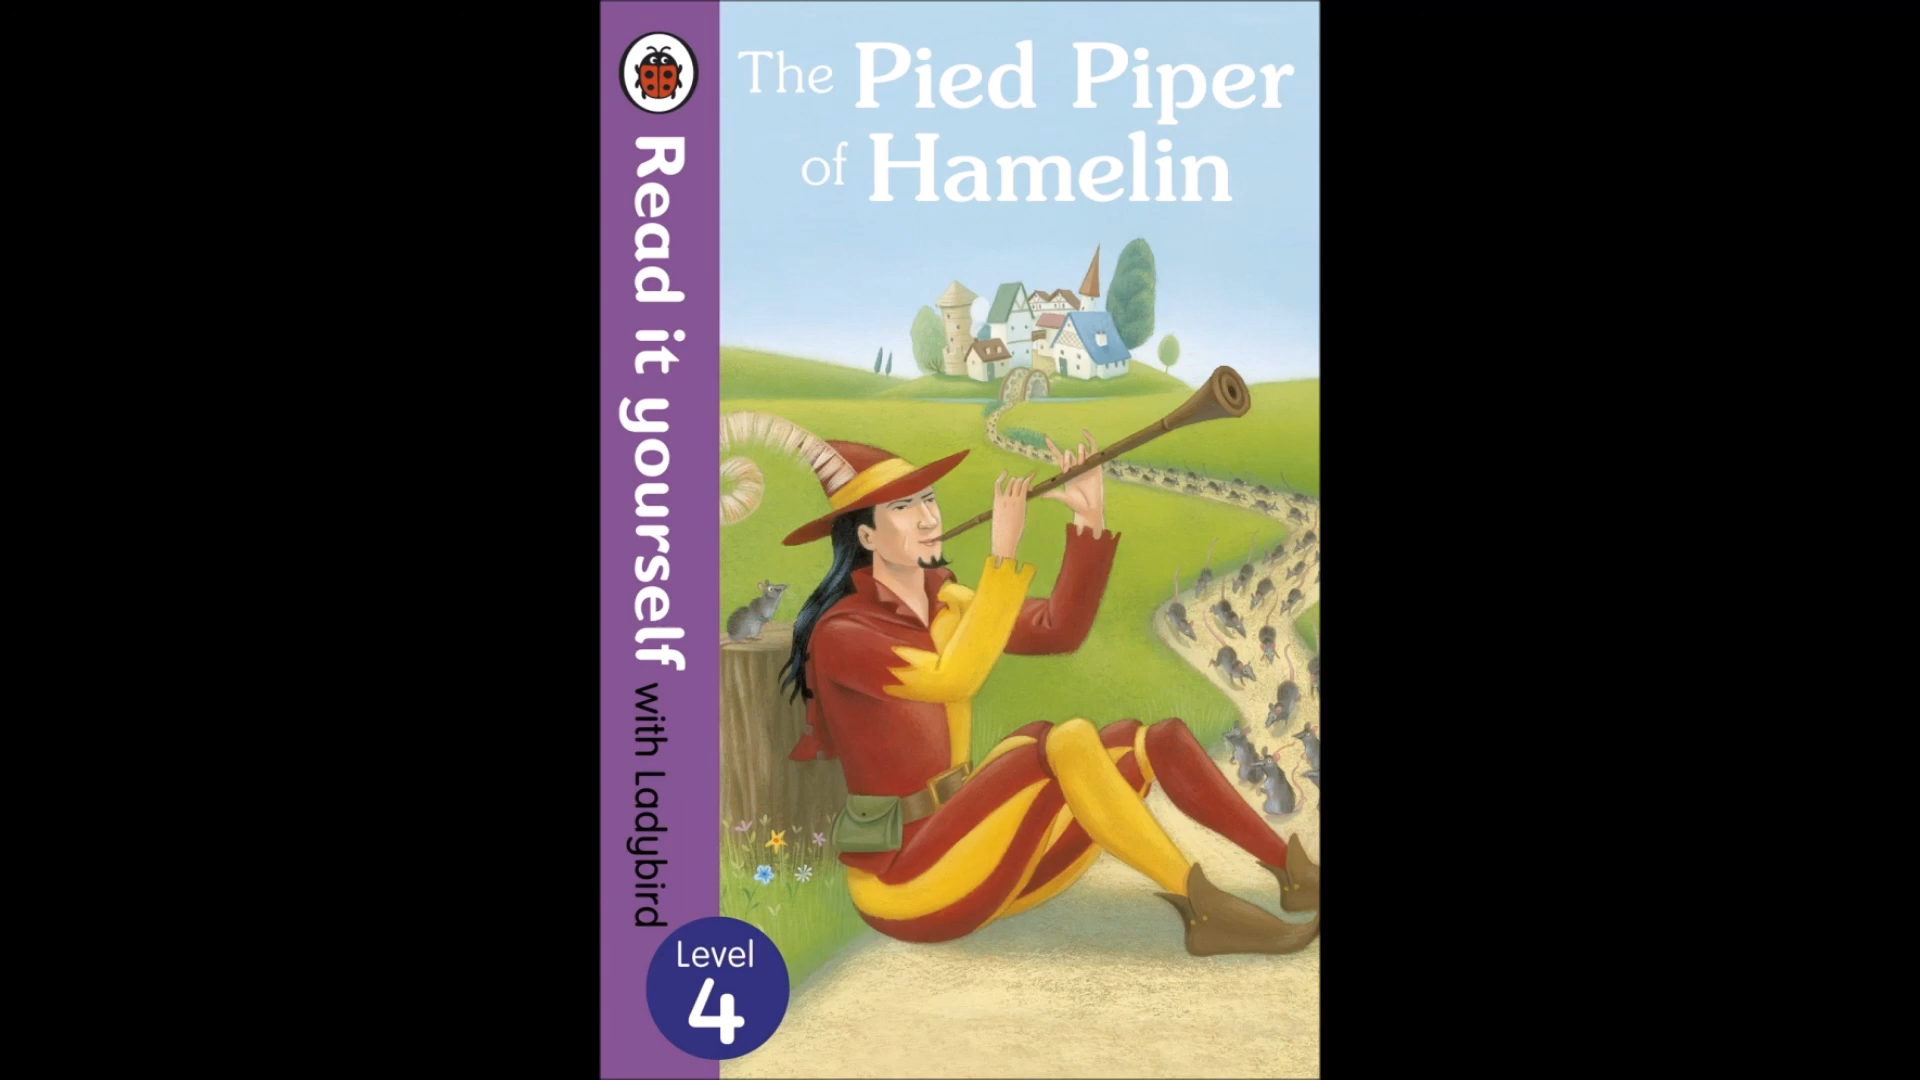 The Pied Piper
of Hamelin
Read it yourself with Ladybird
Level
4